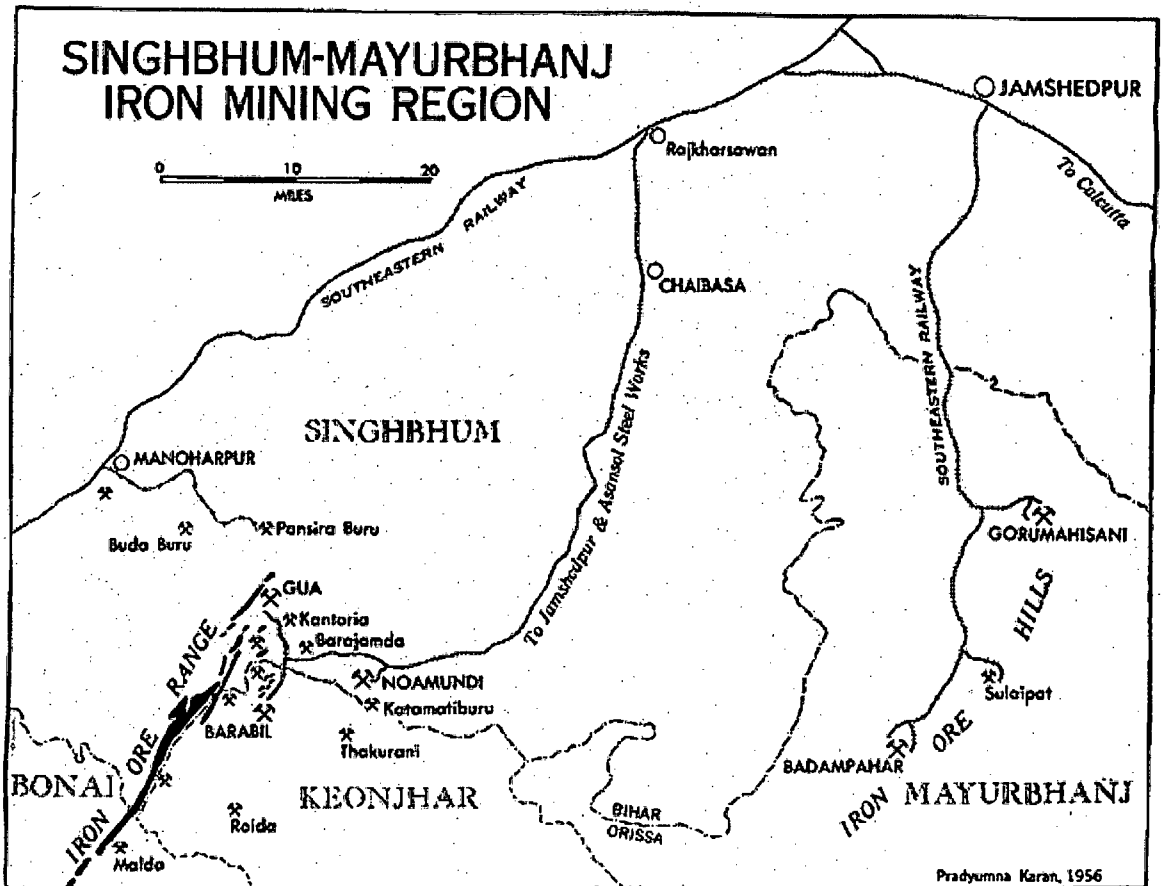 SINGHBHUM-MAYURBHANJ
IRON MINING REGION
0 10 20
MILES
JAMSHEDPUR
Rajkharsawan
To Calcutta
SOUTHEASTERN RAILWAY
CHAIBASA
SOUTHEASTERN RAILWAY
To Jamshedpur & Asansol Steel Works
SINGHBHUM
MANOHARPUR
Buda Buru
Pansira Buru
GORUMAHISANI
GUA
Kantoria
Barajamda
IRON ORE RANGE
NOAMUNDI
Katamatiburu
BARABIL
Thakurani
Sulaipat
IRON ORE HILLS
BADAMPAHAR
BONAI
KEONJHAR
MAYURBHANJ
BIHAR
ORISSA
Roida
Malda
Pradyumna Karan, 1956